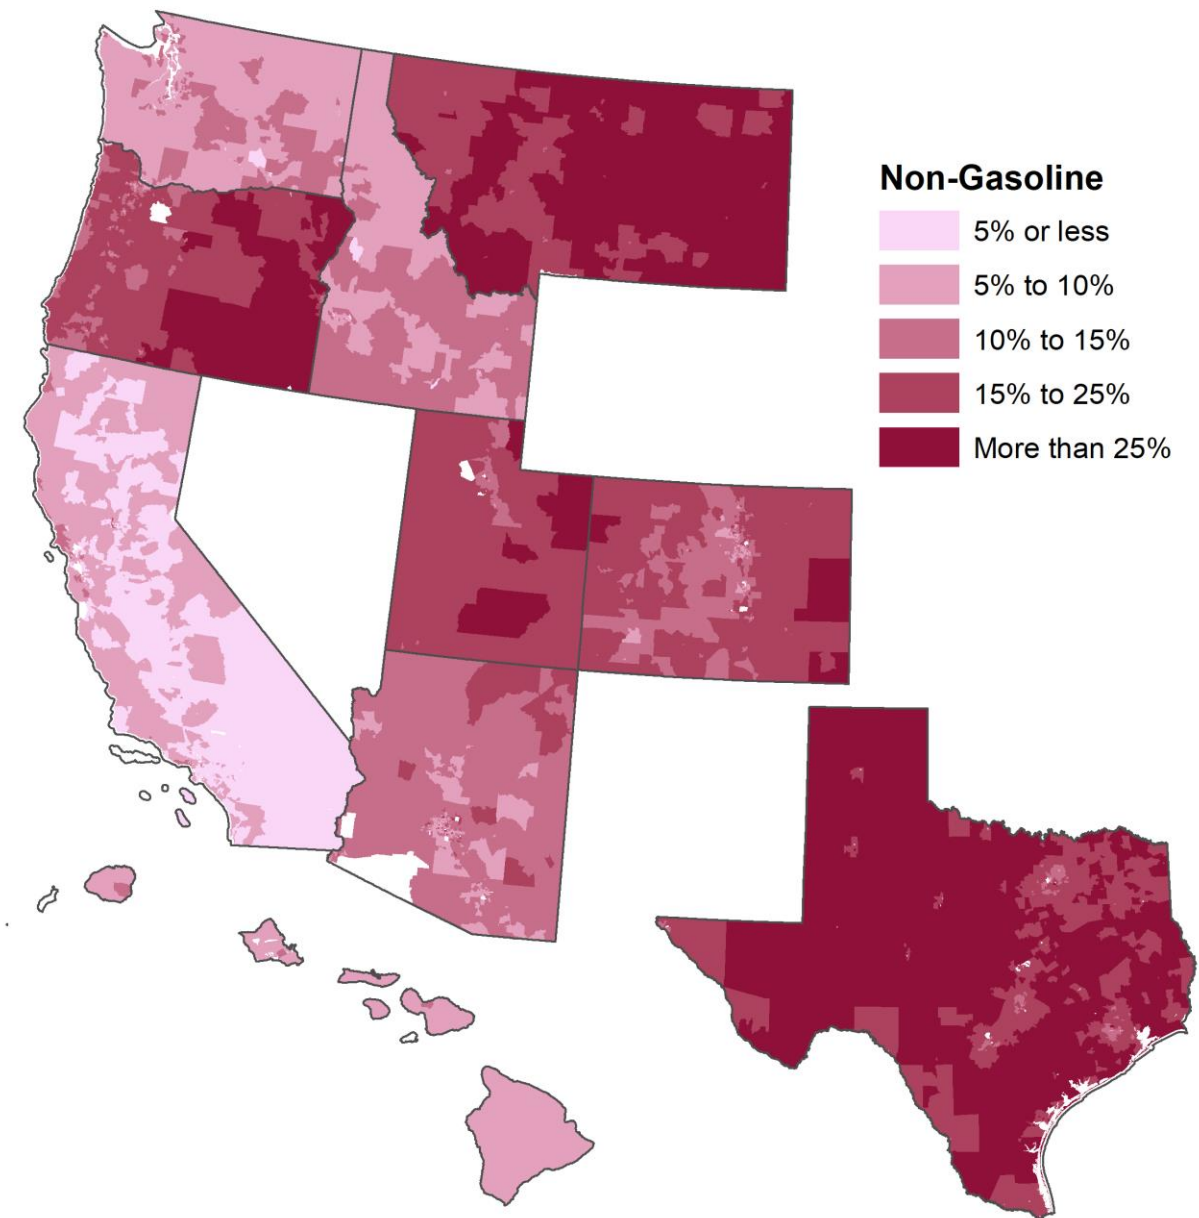 Non-Gasoline
5% or less
5% to 10%
10% to 15%
15% to 25%
More than 25%